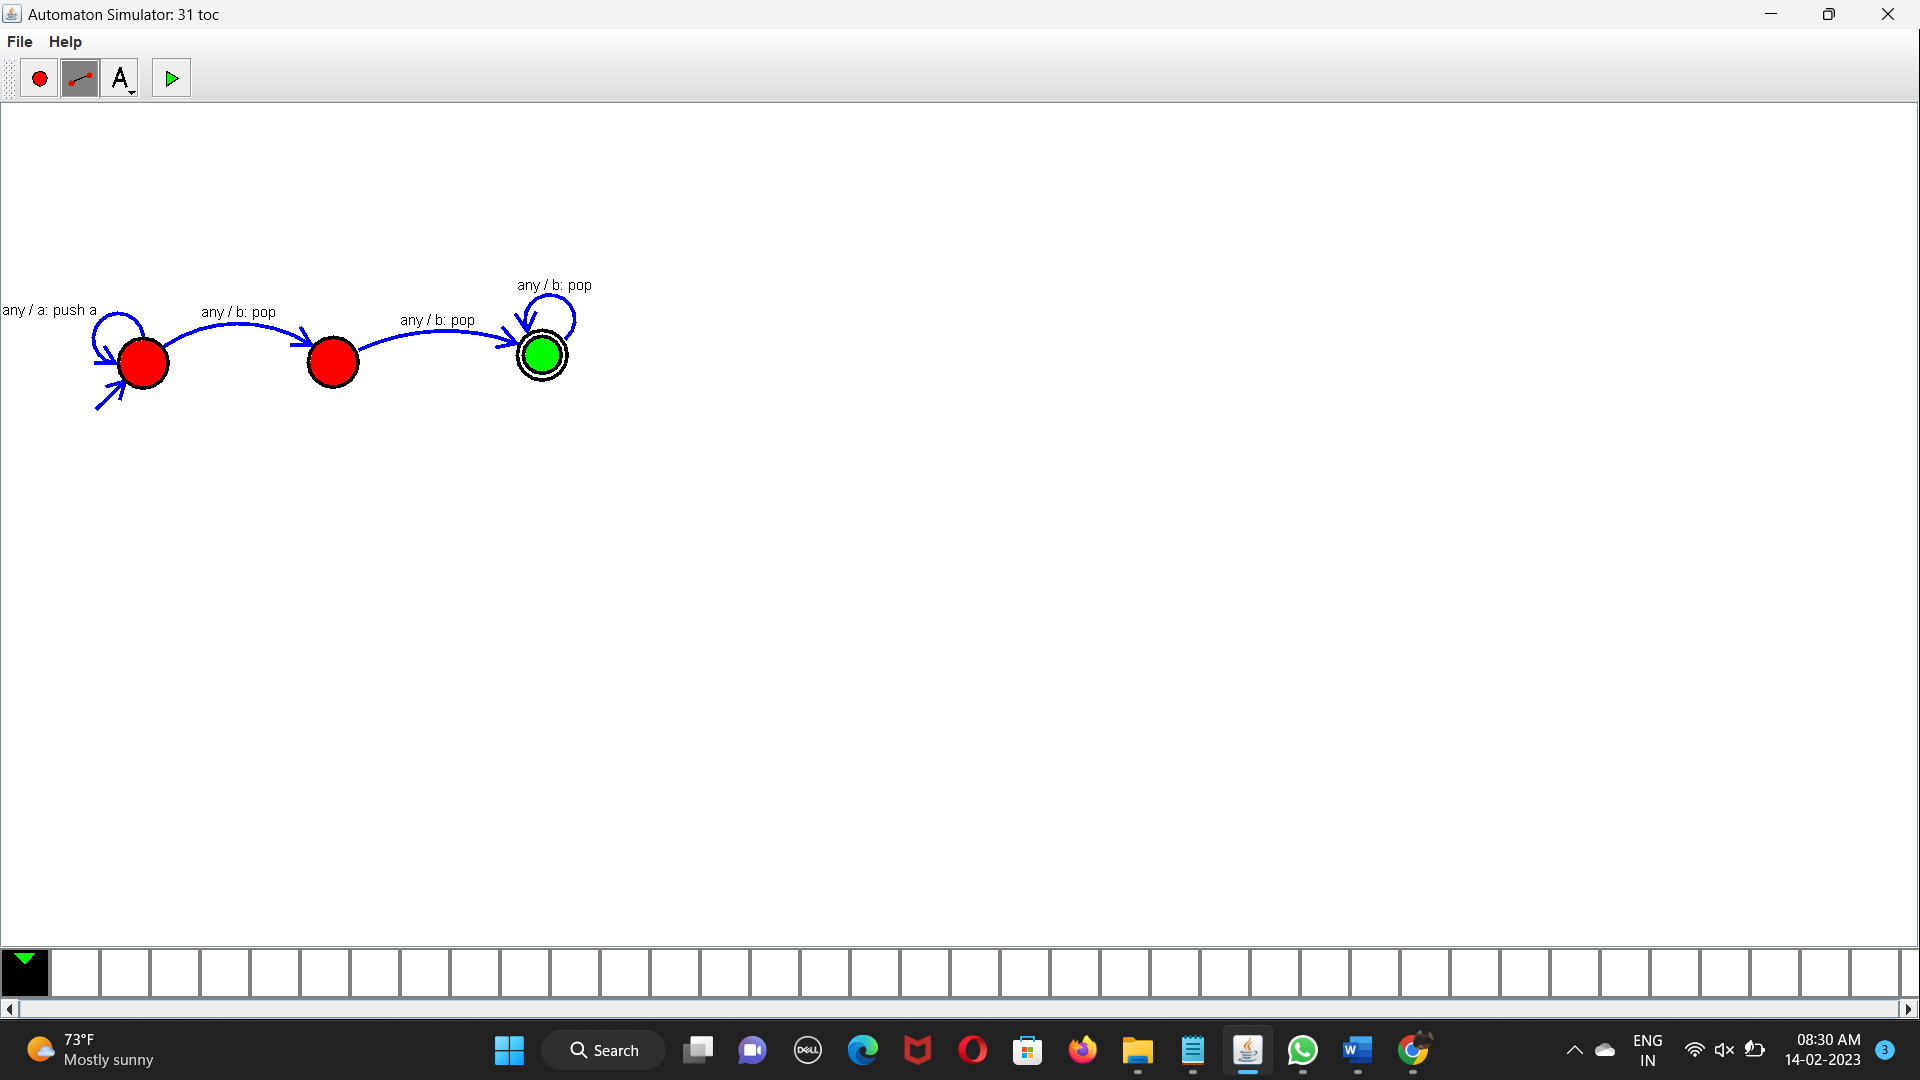 Automaton Simulator: 31 toc
File Help
A
any / b: pop
any / a: push a
any / b: pop
any / b: pop
73°F
Mostly sunny
Search
DELL
W
ENG
IN
08:30 AM
14-02-2023
3